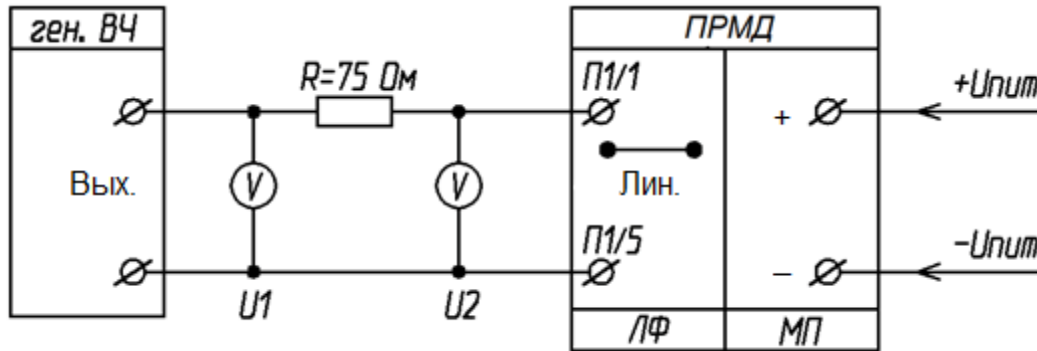 ген. ВЧ
ПРМД
R=75 Ом
П1/1
+Uпит
+
V
V
Вых.
Лин.
П1/5
-Uпит
–
U1
U2
ЛФ
МП